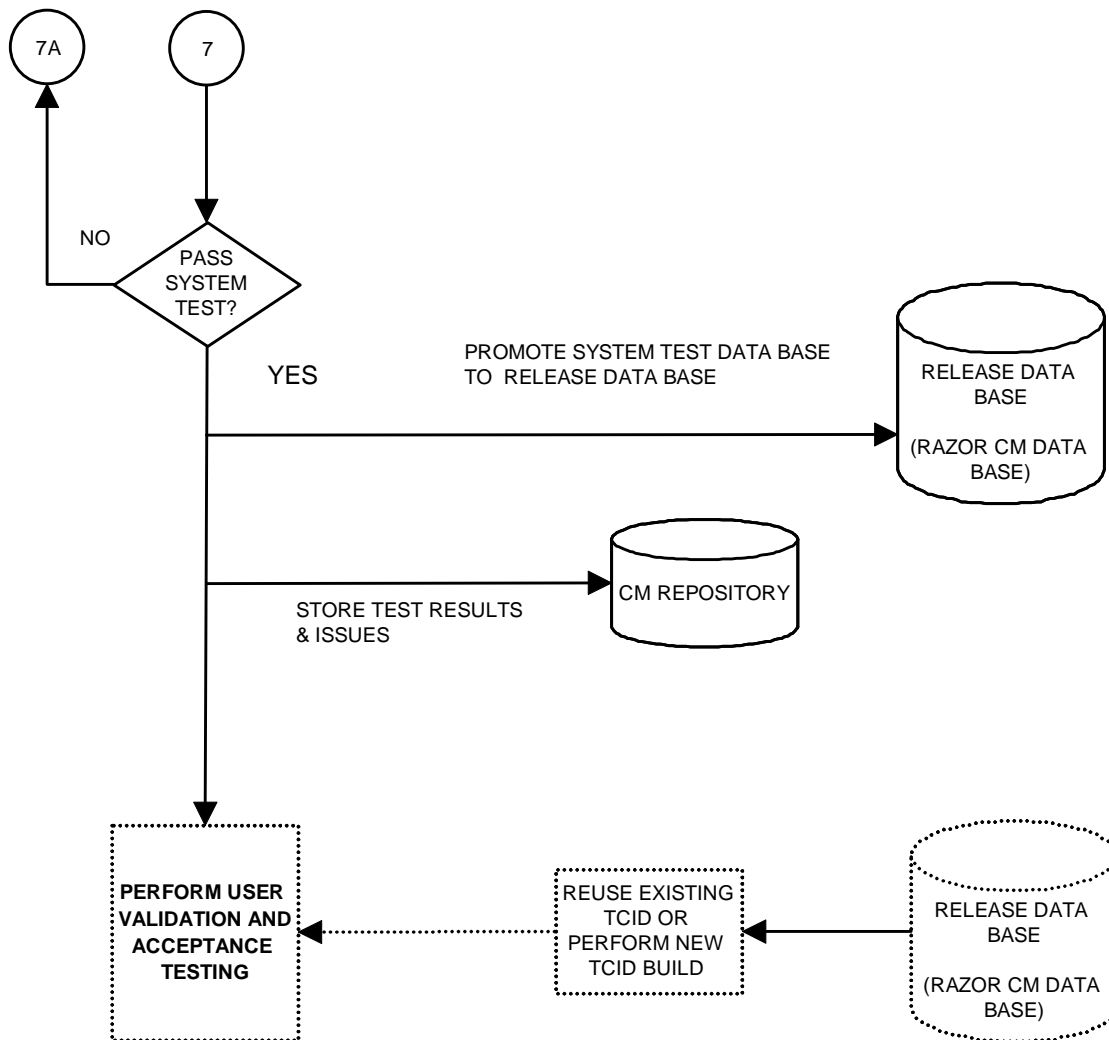 7A
7
NO
PASS
SYSTEM
TEST?
YES
PROMOTE SYSTEM TEST DATA BASE
TO RELEASE DATA BASE
RELEASE DATA
BASE
(RAZOR CM DATA
BASE)
CM REPOSITORY
STORE TEST RESULTS
& ISSUES
PERFORM USER
VALIDATION AND
ACCEPTANCE
TESTING
REUSE EXISTING
TCID OR
PERFORM NEW
TCID BUILD
RELEASE DATA
BASE
(RAZOR CM DATA
BASE)